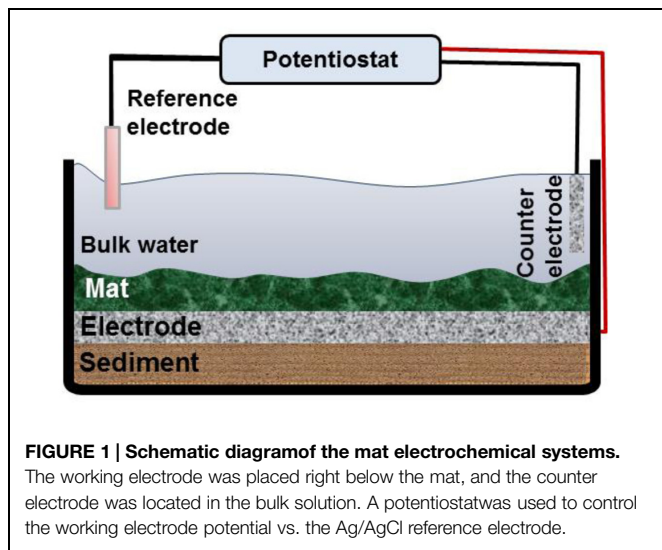 Potentiostat
Reference
electrode
Counter
electrode
Bulk water
Mat
Electrode
Sediment
FIGURE 1 | Schematic diagramof the mat electrochemical systems.
The working electrode was placed right below the mat, and the counter
electrode was located in the bulk solution. A potentiostatwas used to control
the working electrode potential vs. the Ag/AgCl reference electrode.